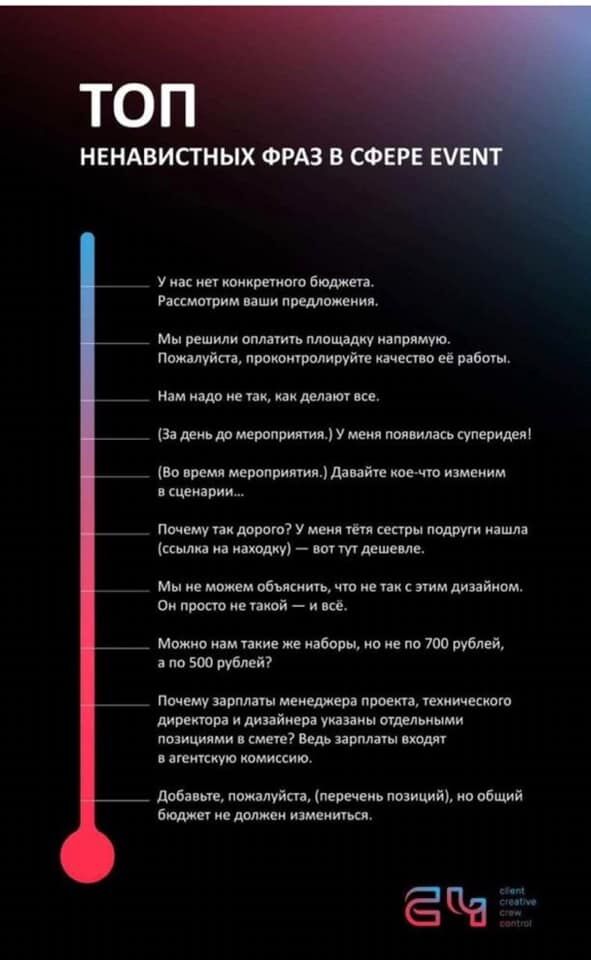 ТОП
НЕНАВИСТНЫХ ФРАЗ В СФЕРЕ EVENT
У нас нет конкретного бюджета.
Рассмотрим ваши предложения.
Мы решили оплатить площадку напрямую.
Пожалуйста, проконтролируйте качество её работы.
Нам надо не так, как делают все.
(За день до мероприятия.) У меня появилась суперидея!
(Во время мероприятия.) Давайте кое-что изменим
в сценарии...
Почему так дорого? У меня тётя сестры подруги нашла
(ссылка на находку) — вот тут дешевле.
Мы не можем объяснить, что не так с этим дизайном.
Он просто не такой — и всё.
Можно нам такие же наборы, но не по 700 рублей,
а по 500 рублей?
Почему зарплаты менеджера проекта, технического
директора и дизайнера указаны отдельными
позициями в смете? Ведь зарплаты входят
в агентскую комиссию.
Добавьте, пожалуйста, (перечень позиций), но общий
бюджет не должен измениться.
C4
client
creative
crew
control